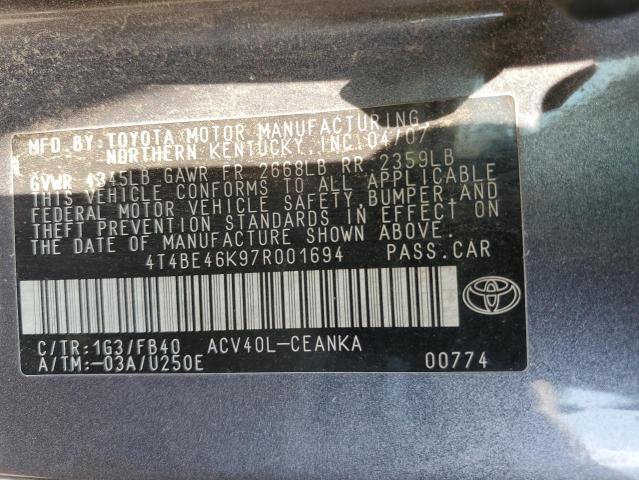 MFD.BY:TOYOTA MOTOR MANUFACTURING,
NORTHERN KENTUCKY,INC.04/07
GVWR 4345LB GAWR FR 2668LB RR 2359LB
THIS VEHICLE CONFORMS TO ALL APPLICABLE
FEDERAL MOTOR VEHICLE SAFETY,BUMPER,AND
THEFT PREVENTION STANDARDS IN EFFECT ON
THE DATE OF MANUFACTURE SHOWN ABOVE.
4T4BE46K97R001694 PASS.CAR
C/TR:1G3/FB40 ACV40L-CEANKA
A/TM:-03A/U250E 00774
TOYOTA